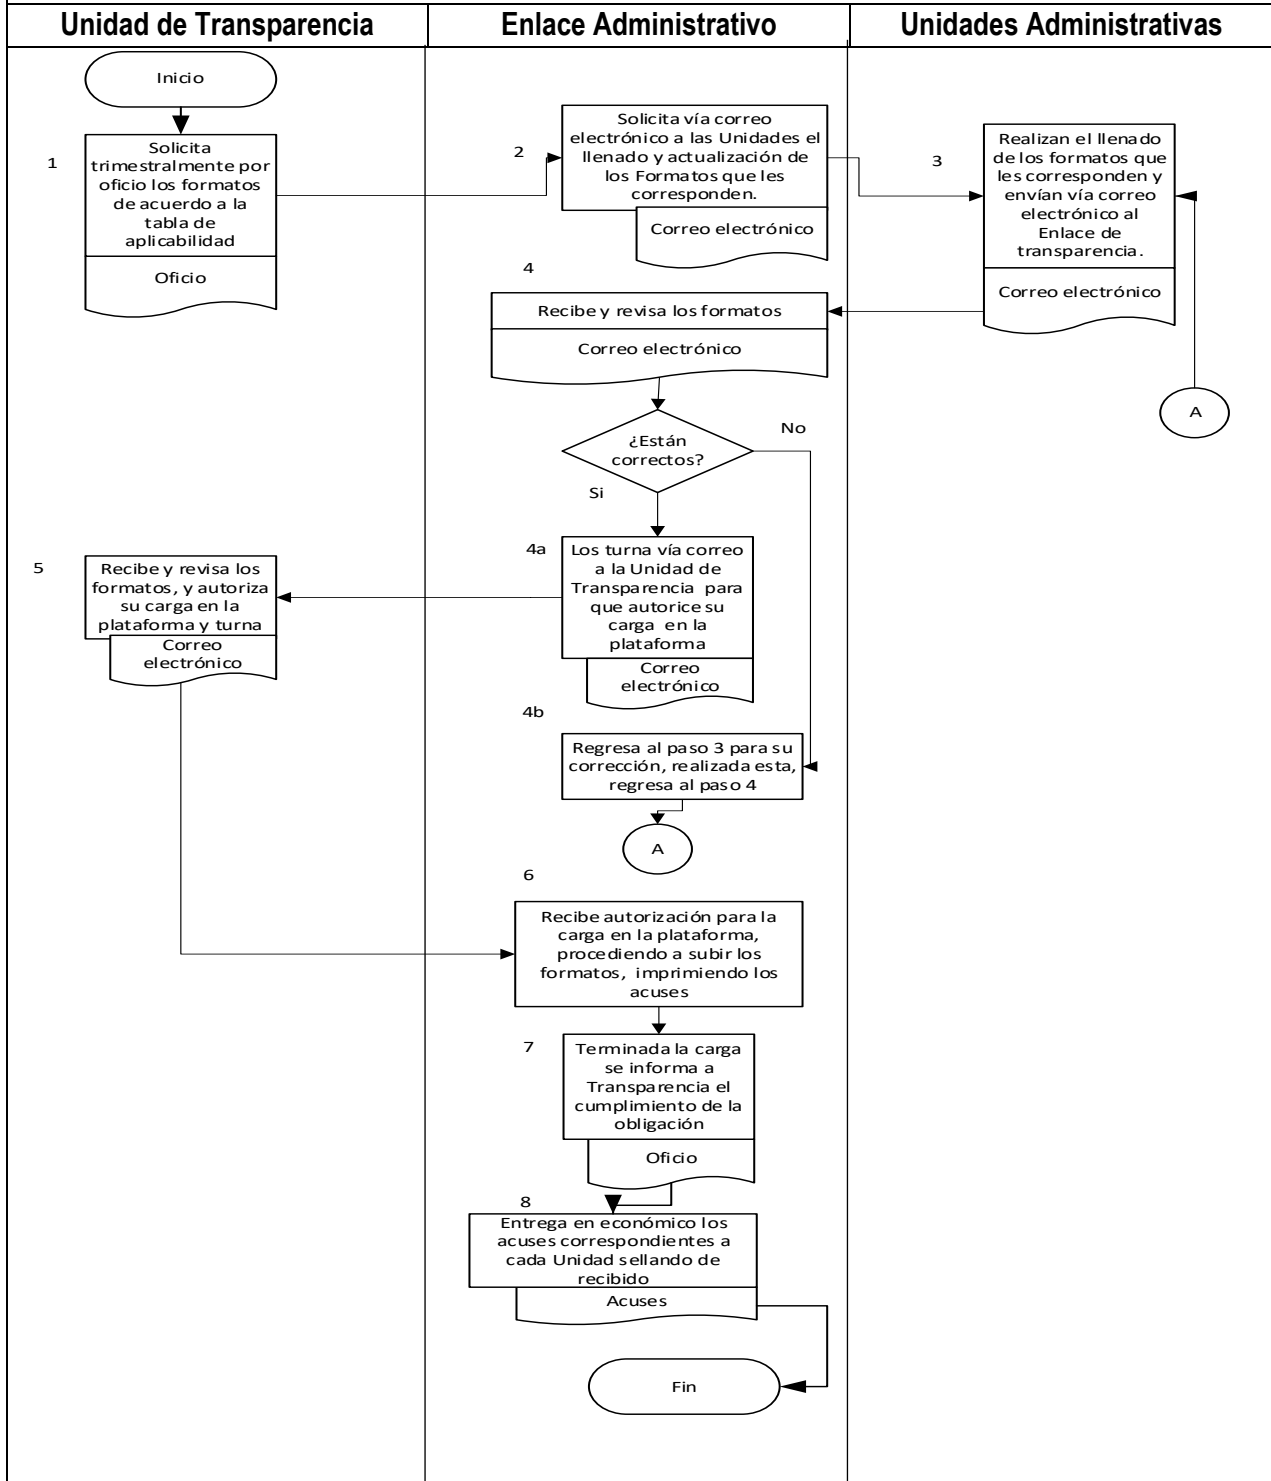 Unidad de Transparencia
Enlace Administrativo
Unidades Administrativas
Inicio
1
Solicita
trimestralmente por
oficio los formatos
de acuerdo a la
tabla de
aplicabilidad
Oficio
2
Solicita vía correo
electrónico a las Unidades el
llenado y actualización de
los Formatos que les
corresponden.
Correo electrónico
3
Realizan el llenado
de los formatos que
les corresponden y
envían vía correo
electrónico al
Enlace de
transparencia.
Correo electrónico
A
4
Recibe y revisa los formatos
Correo electrónico
¿Están
correctos?
No
Si
4a
Los turna vía correo
a la Unidad de
Transparencia para
que autorice su
carga en la
plataforma
Correo
electrónico
5
Recibe y revisa los
formatos, y autoriza
su carga en la
plataforma y turna
Correo
electrónico
4b
Regresa al paso 3 para su
corrección, realizada esta,
regresa al paso 4
A
6
Recibe autorización para la
carga en la plataforma,
procediendo a subir los
formatos, imprimiendo los
acuses
7
Terminada la carga
se informa a
Transparencia el
cumplimiento de la
obligación
Oficio
8
Entrega en económico los
acuses correspondientes a
cada Unidad sellando de
recibido
Acuses
Fin